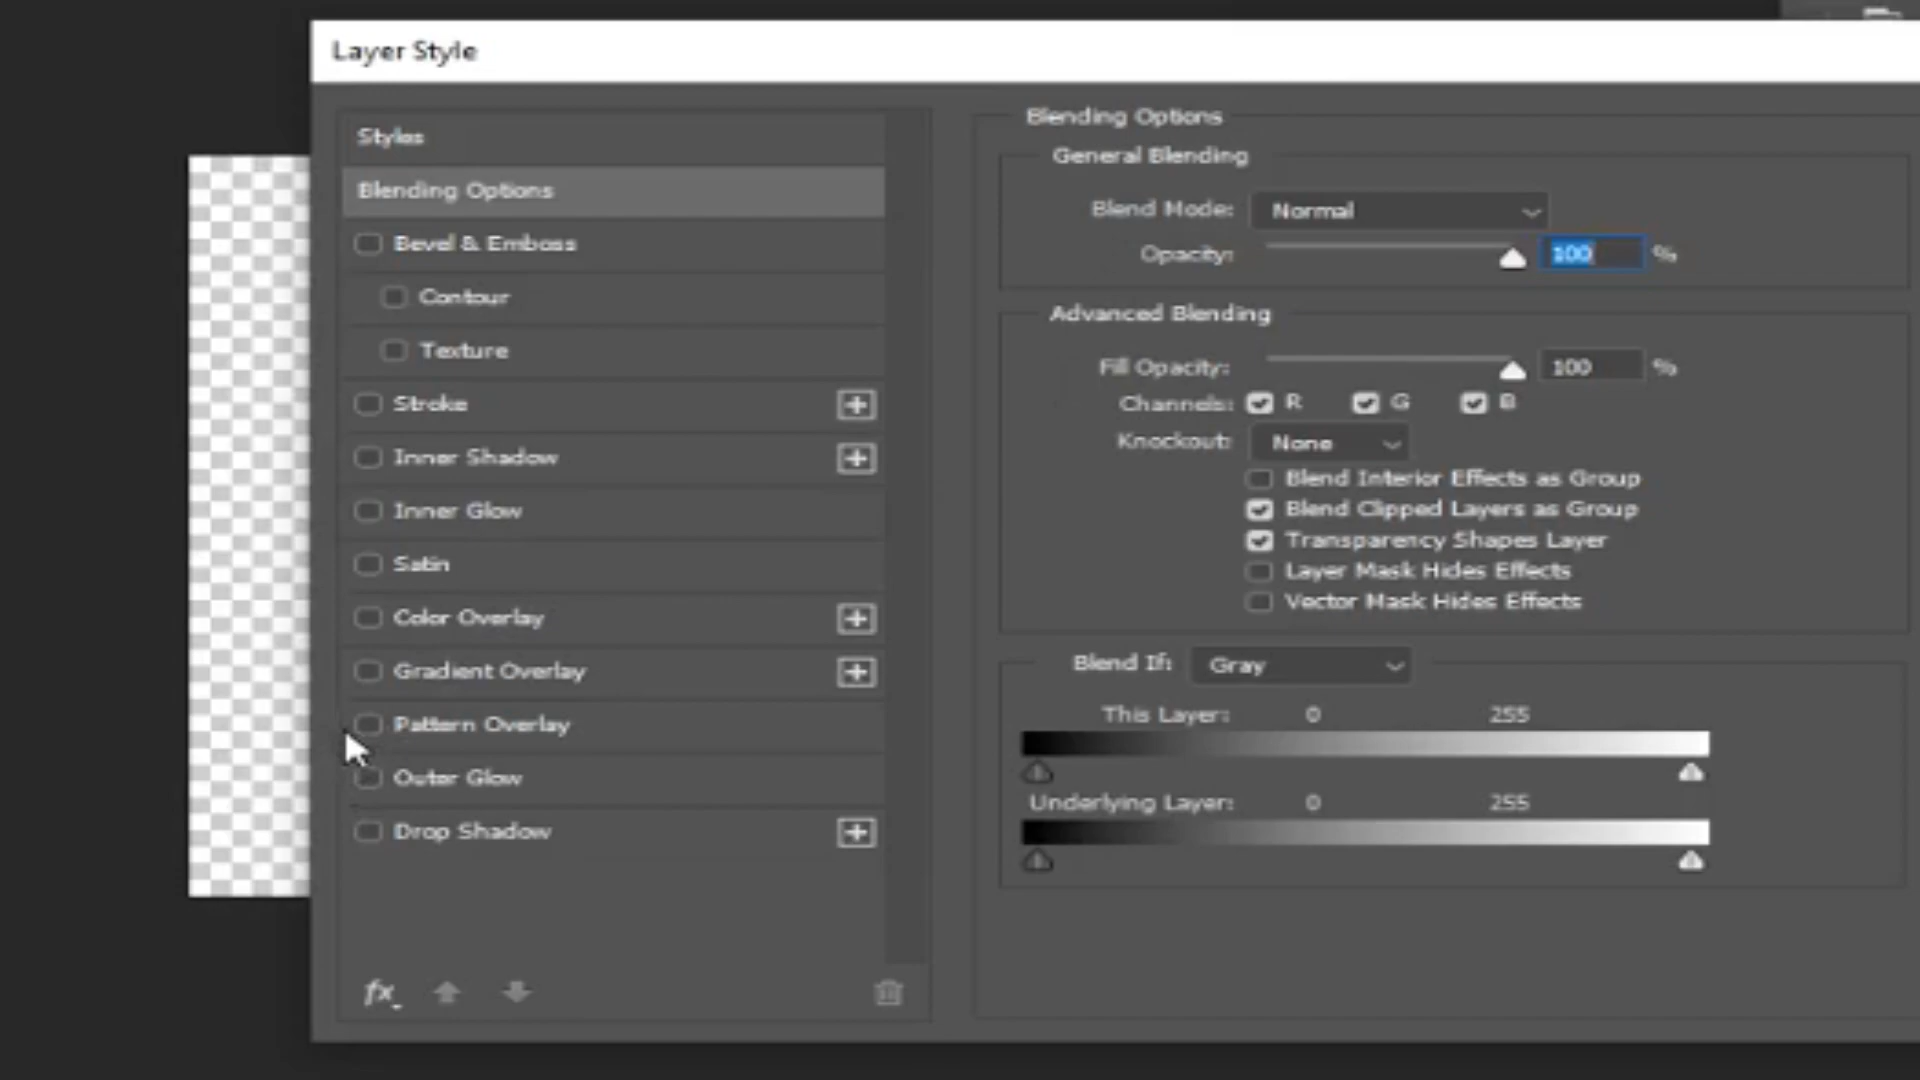 Layer Style
Styles
Blending Options
Bevel & Emboss
Contour
Texture
Stroke
Inner Shadow
Inner Glow
Satin
Color Overlay
Gradient Overlay
Pattern Overlay
Outer Glow
Drop Shadow
fx
Blending Options
General Blending
Blend Mode: Normal
Opacity: 100 %
Advanced Blending
Fill Opacity: 100 %
Channels: R G B
Knockout: None
Blend Interior Effects as Group
Blend Clipped Layers as Group
Transparency Shapes Layer
Layer Mask Hides Effects
Vector Mask Hides Effects
Blend If: Gray
This Layer: 0 255
Underlying Layer: 0 255